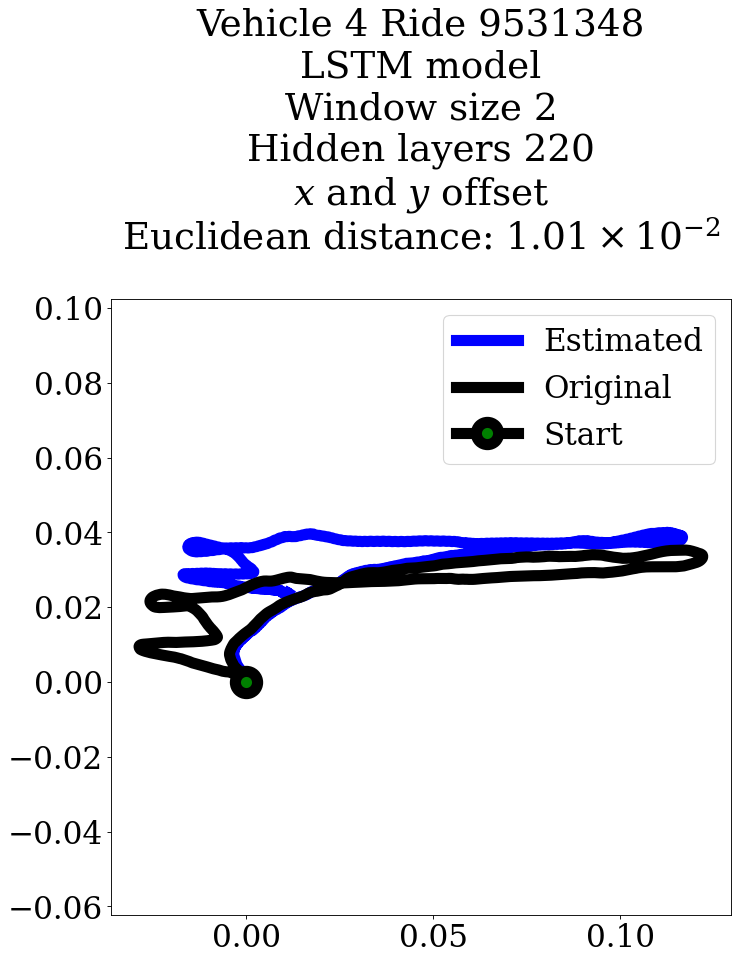 Vehicle 4 Ride 9531348
LSTM model
Window size 2
Hidden layers 220
x and y offset
Euclidean distance: 1.01 × 10⁻²
Estimated
Original
Start
0.10
0.08
0.06
0.04
0.02
0.00
−0.02
−0.04
−0.06
0.00 0.05 0.10